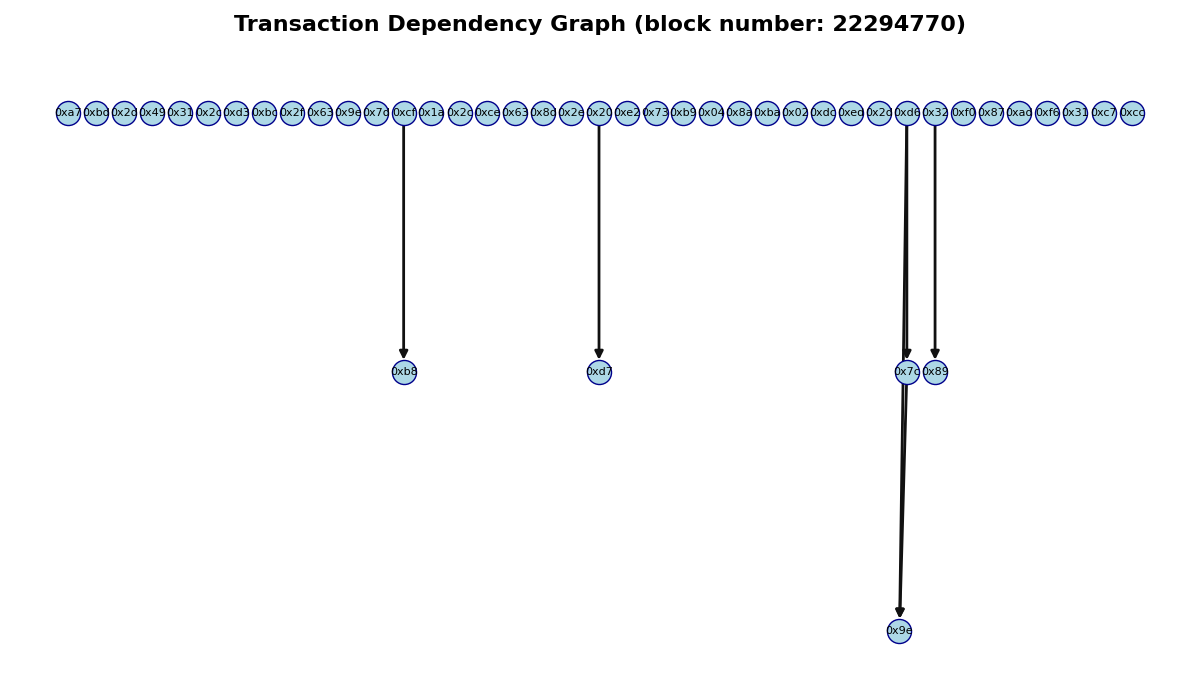 Transaction Dependency Graph (block number: 22294770)
0xa7 0xbd 0x2d 0x49 0x31 0x2c 0xd3 0xbc 0x2f 0x63 0x9e 0x7d 0xcf 0x1a 0x2c 0xce 0x63 0x8d 0x2e 0x20 0xe2 0x73 0xb9 0x04 0x8a 0xba 0x02 0xdc 0xed 0x2c 0xd6 0x32 0xf0 0x87 0xad 0xf6 0x31 0xc7 0xcc
0xb8 0xd7 0x7c 0x89
0x9e